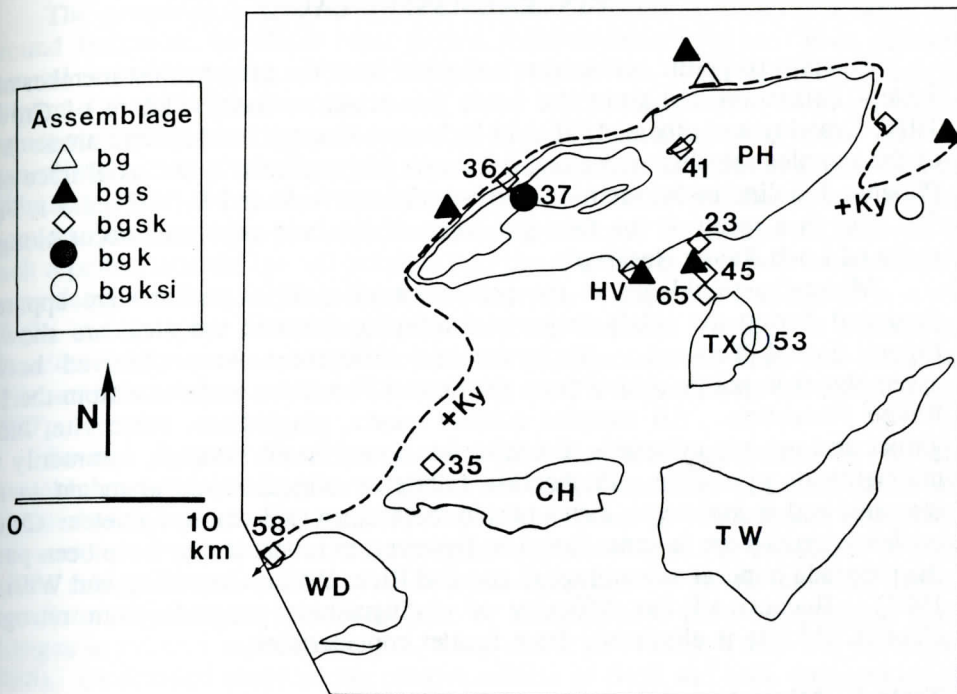 Assemblage
bg
bgs
bgsk
bgk
bgksi
N
0 10
km
36
37
41
PH
+Ky
23
HV
45
65
TX
53
+Ky
35
CH
TW
58
WD